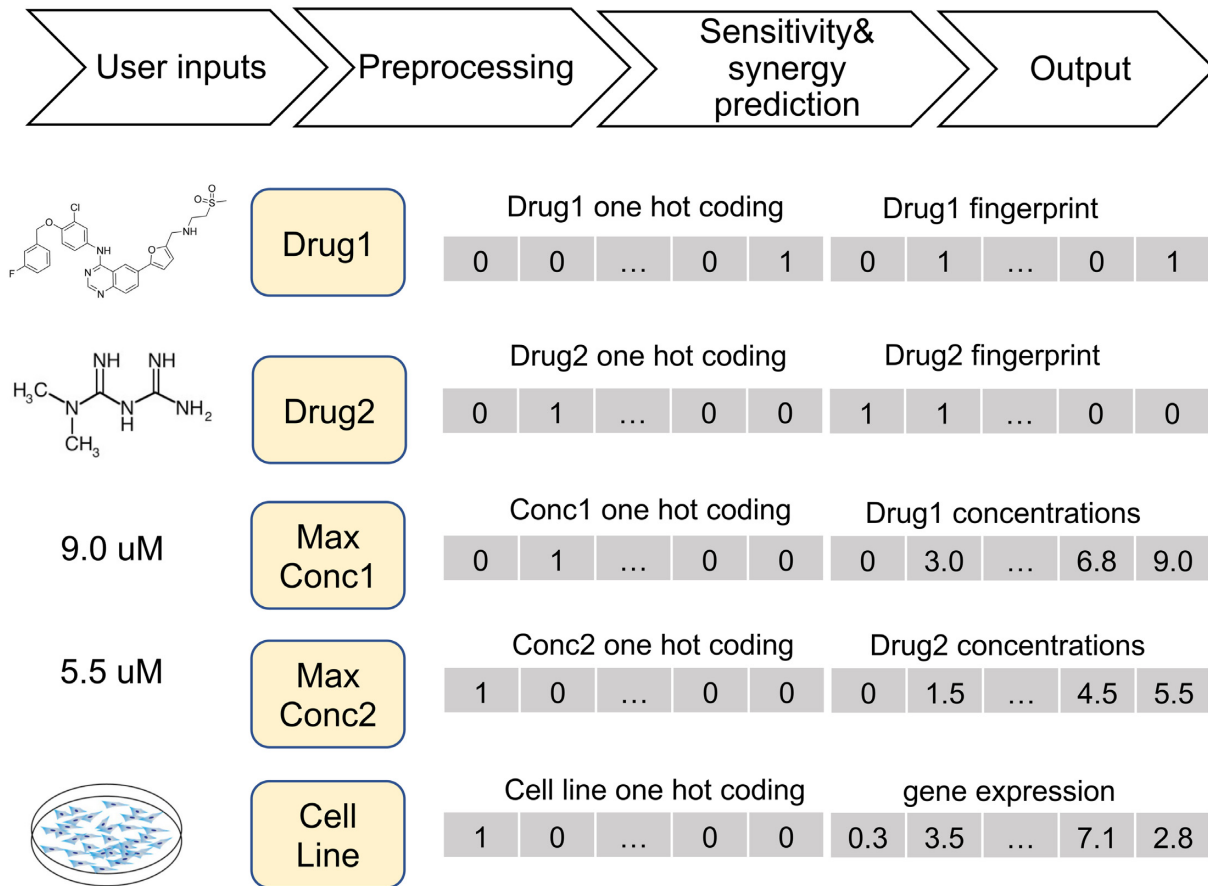 User inputs
Preprocessing
Sensitivity&
synergy
prediction
Output
Cl
O
F
NH
N
N
O
NH
O
S
O
Drug1
Drug1 one hot coding
0 0 ... 0 1
Drug1 fingerprint
0 1 ... 0 1
NH NH
H₃C
N
N
H
NH₂
CH₃
Drug2
Drug2 one hot coding
0 1 ... 0 0
Drug2 fingerprint
1 1 ... 0 0
9.0 uM
Max
Conc1
Conc1 one hot coding
0 1 ... 0 0
Drug1 concentrations
0 3.0 ... 6.8 9.0
5.5 uM
Max
Conc2
Conc2 one hot coding
1 0 ... 0 0
Drug2 concentrations
0 1.5 ... 4.5 5.5
Cell
Line
Cell line one hot coding
1 0 ... 0 0
gene expression
0.3 3.5 ... 7.1 2.8